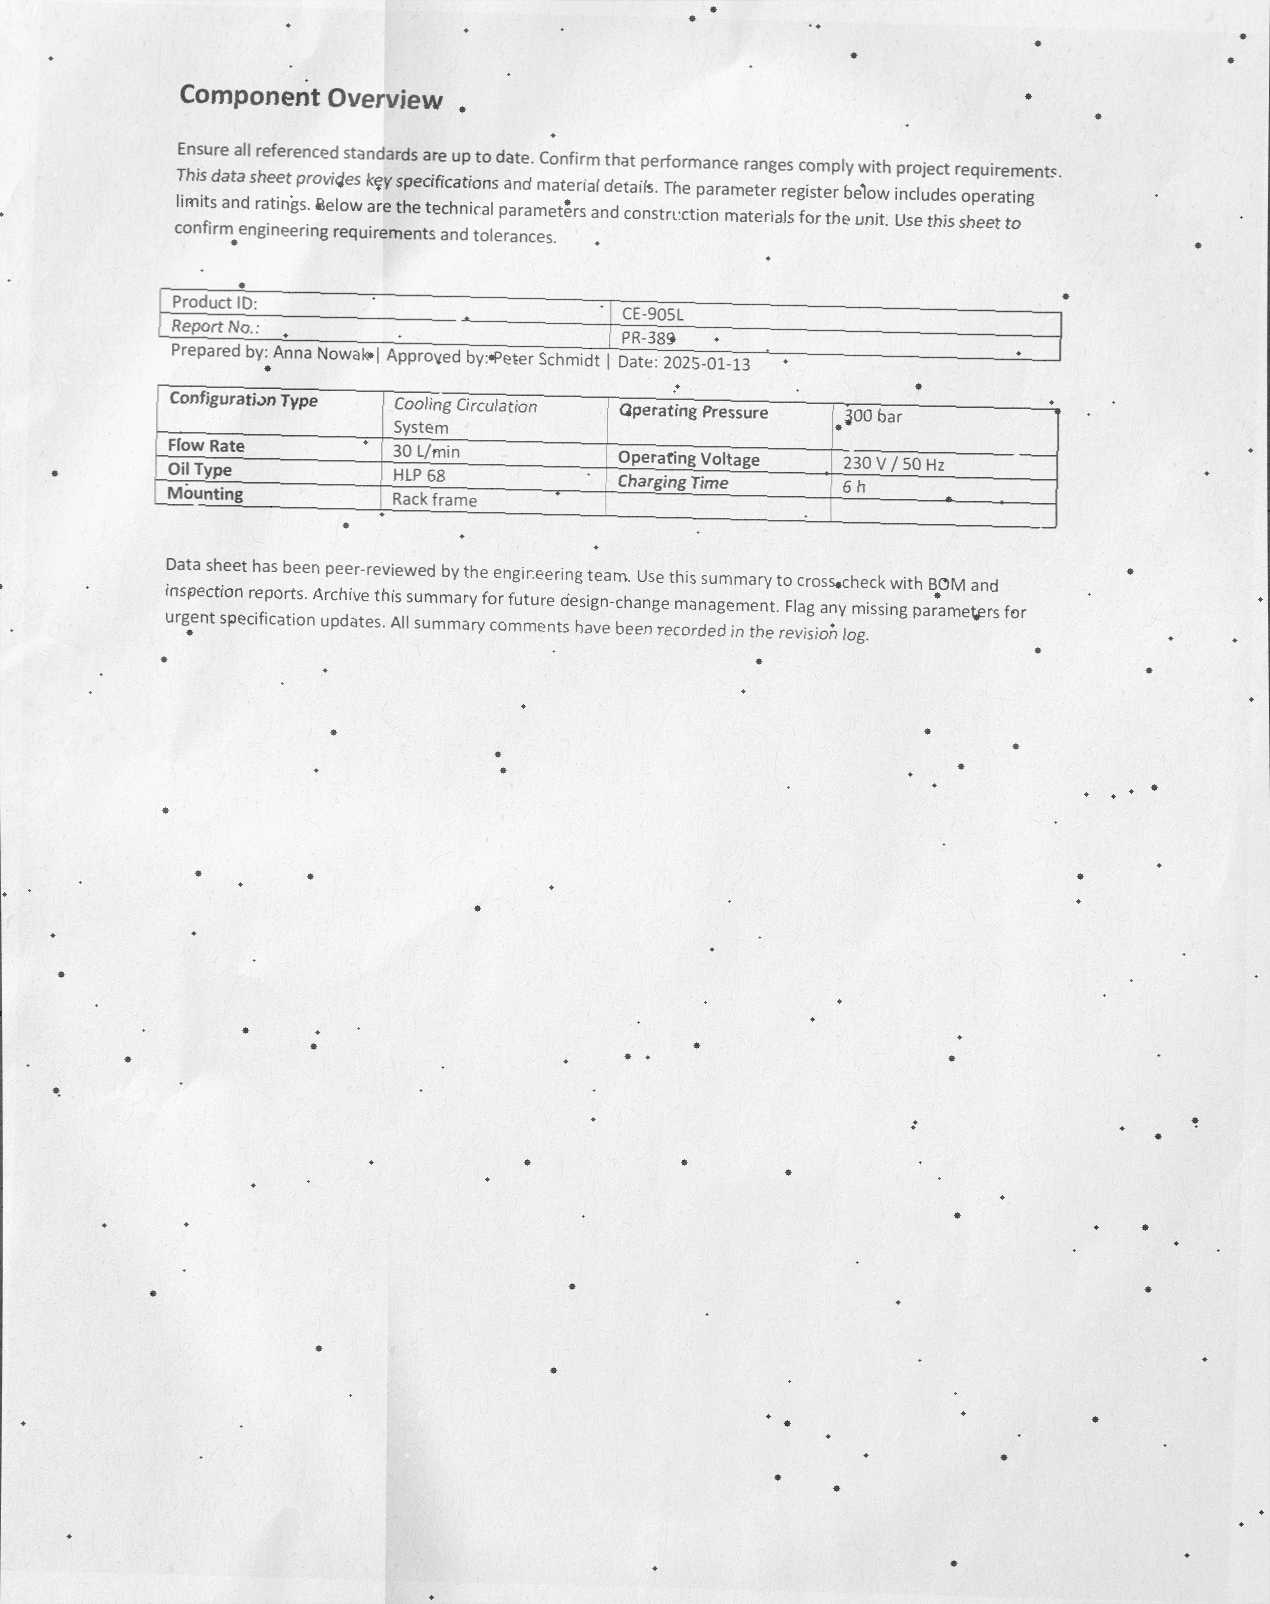 Component Overview
Ensure all referenced standards are up to date. Confirm that performance ranges comply with project requirements.
This data sheet provides key specifications and material details. The parameter register below includes operating
limits and ratings. Below are the technical parameters and construction materials for the unit. Use this sheet to
confirm engineering requirements and tolerances.
Product ID: CE-905L
Report No.: PR-389
Prepared by: Anna Nowak | Approved by: Peter Schmidt | Date: 2025-01-13
Configuration Type Cooling Circulation Operating Pressure 300 bar
System
Flow Rate 30 L/min Operating Voltage 230 V / 50 Hz
Oil Type HLP 68 Charging Time 6 h
Mounting Rack frame
Data sheet has been peer-reviewed by the engineering team. Use this summary to cross-check with BOM and
inspection reports. Archive this summary for future design-change management. Flag any missing parameters for
urgent specification updates. All summary comments have been recorded in the revision log.